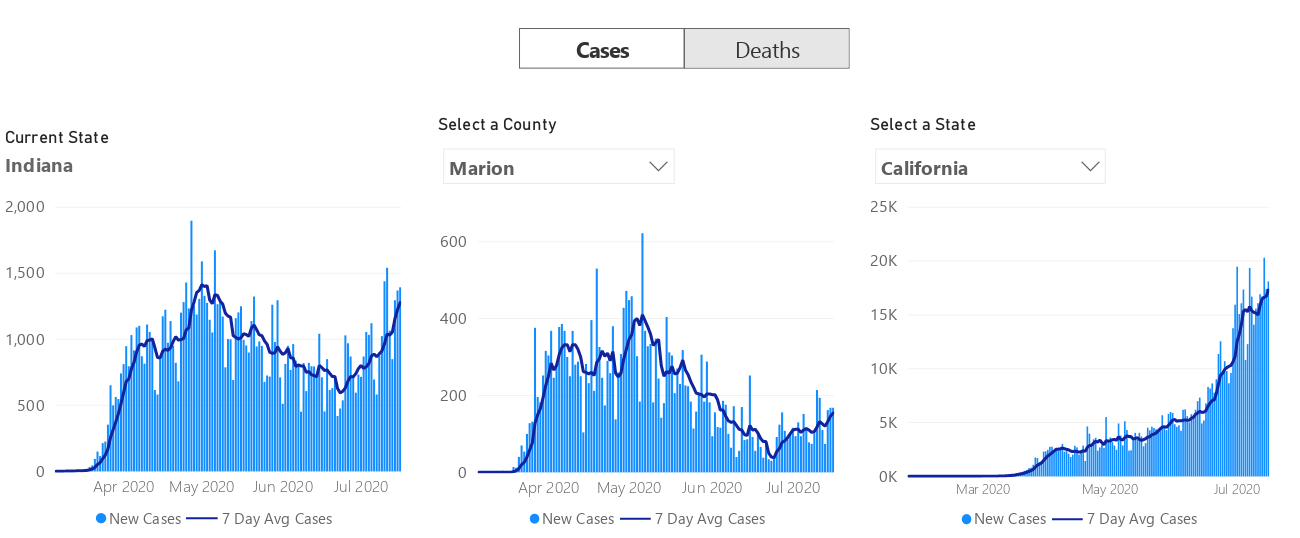 Cases Deaths
Current State
Indiana
2,000
1,500
1,000
500
0
Apr 2020 May 2020 Jun 2020 Jul 2020
New Cases 7 Day Avg Cases
Select a County
Marion
600
400
200
0
Apr 2020 May 2020 Jun 2020 Jul 2020
New Cases 7 Day Avg Cases
Select a State
California
25K
20K
15K
10K
5K
0K
Mar 2020 May 2020 Jul 2020
New Cases 7 Day Avg Cases